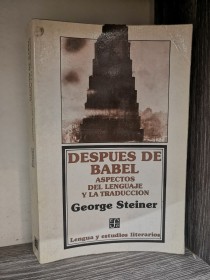 DESPUES DE
BABEL
ASPECTOS
DEL LENGUAJE
Y LA TRADUCCION
George Steiner
Lengua y estudios literarios